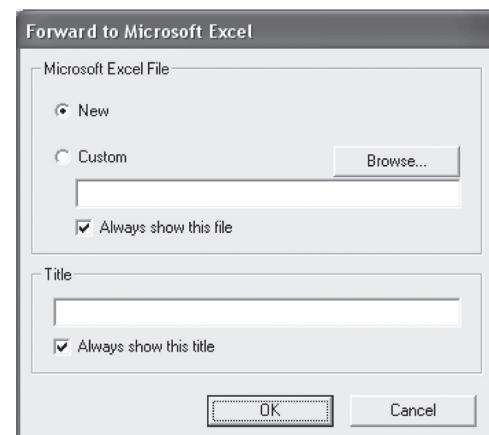 Forward to Microsoft Excel
Microsoft Excel File
New
Custom
Browse...
Always show this file
Title
Always show this title
OK
Cancel